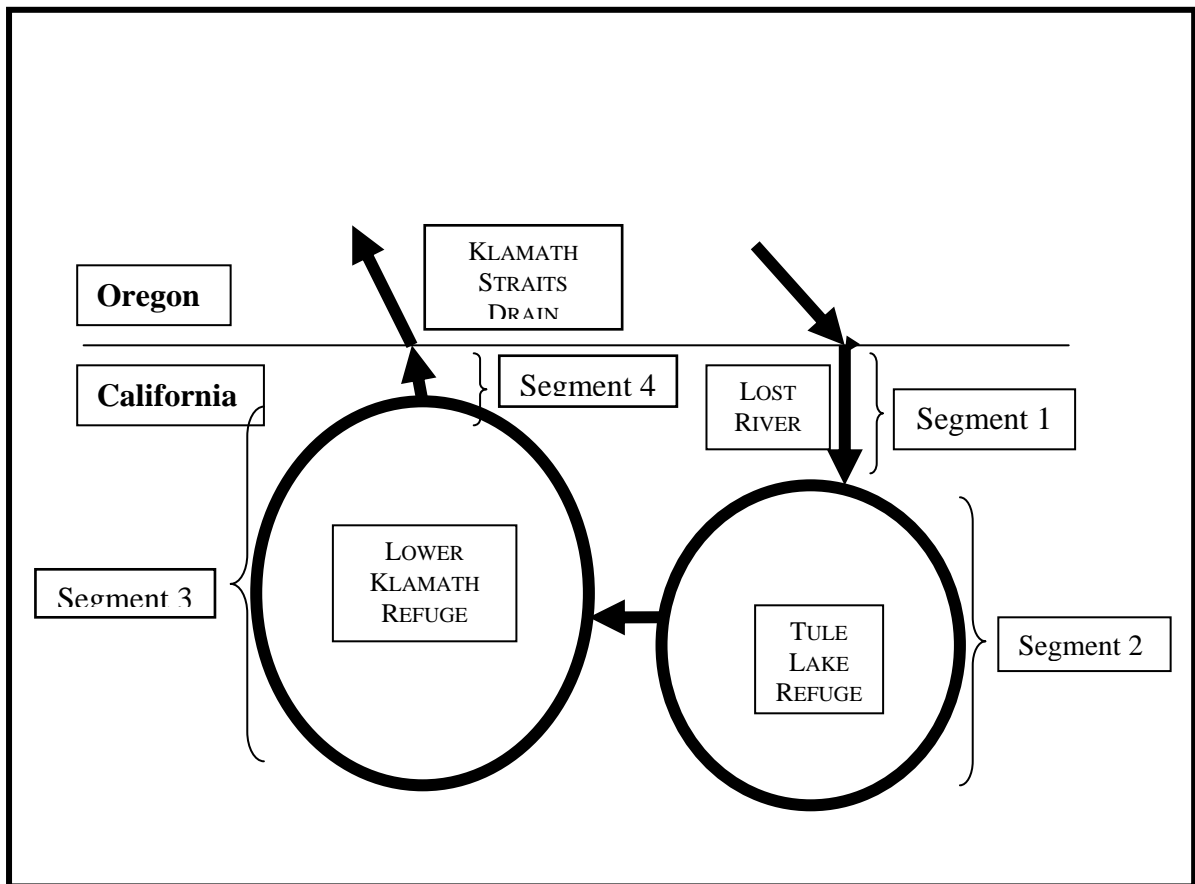 KLAMATH
STRAITS
DRAIN
Oregon
California
Segment 4
LOST
RIVER
Segment 1
LOWER
KLAMATH
REFUGE
Segment 3
TULE
LAKE
REFUGE
Segment 2